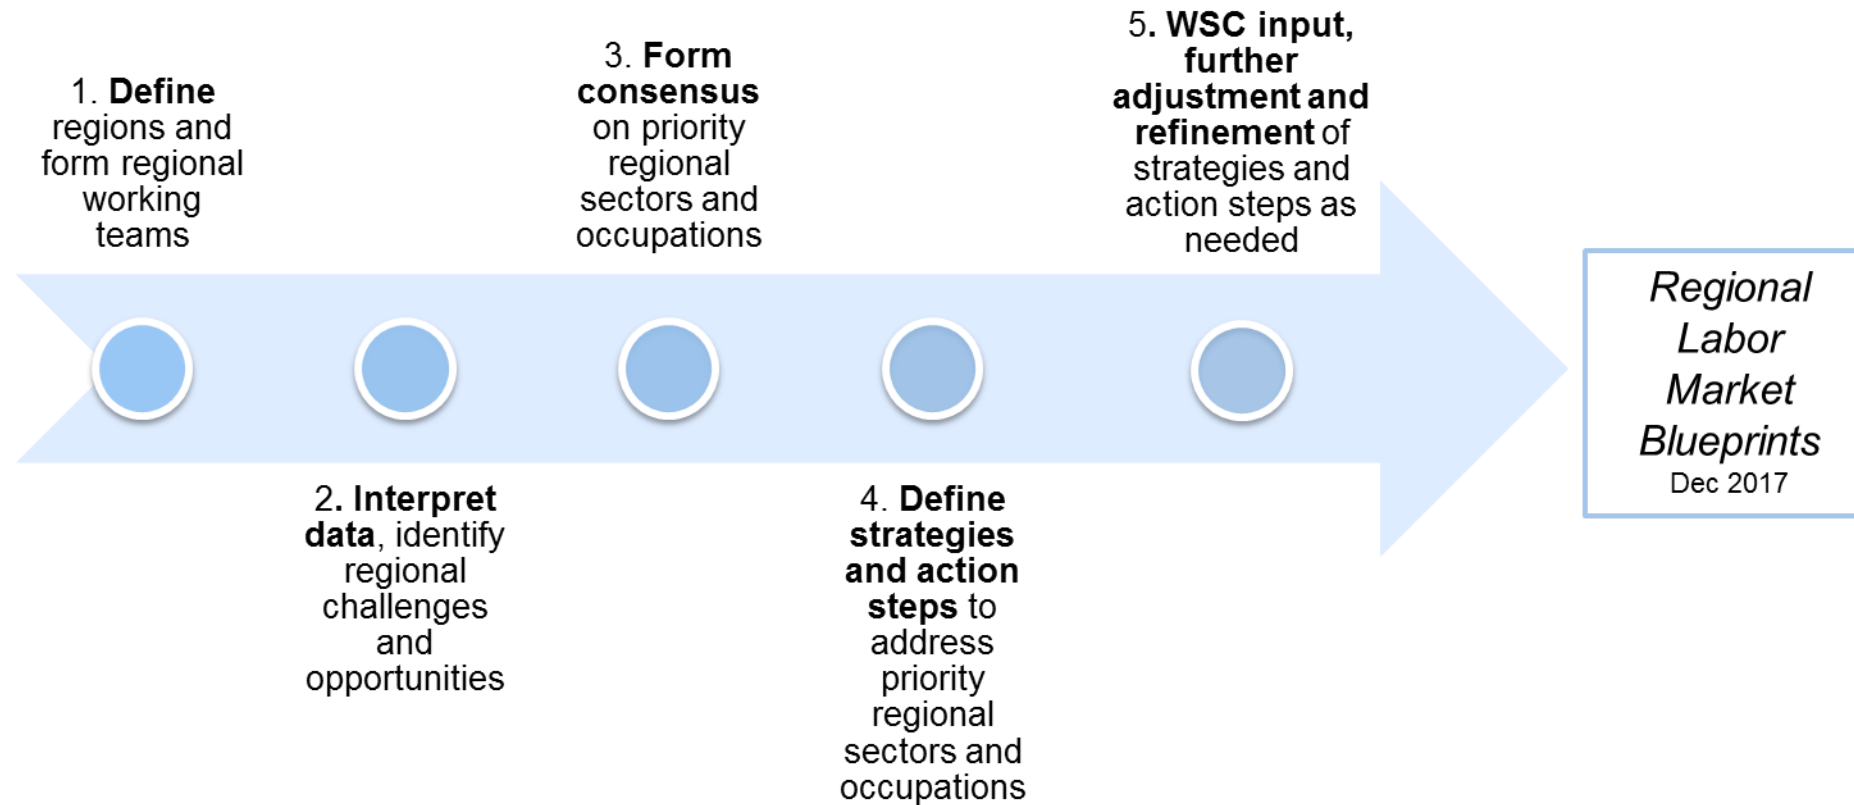 1. Define
regions and
form regional
working
teams
2. Interpret
data, identify
regional
challenges
and
opportunities
3. Form
consensus
on priority
regional
sectors and
occupations
4. Define
strategies
and action
steps to
address
priority
regional
sectors and
occupations
5. WSC input,
further
adjustment and
refinement of
strategies and
action steps as
needed
Regional
Labor
Market
Blueprints
Dec 2017